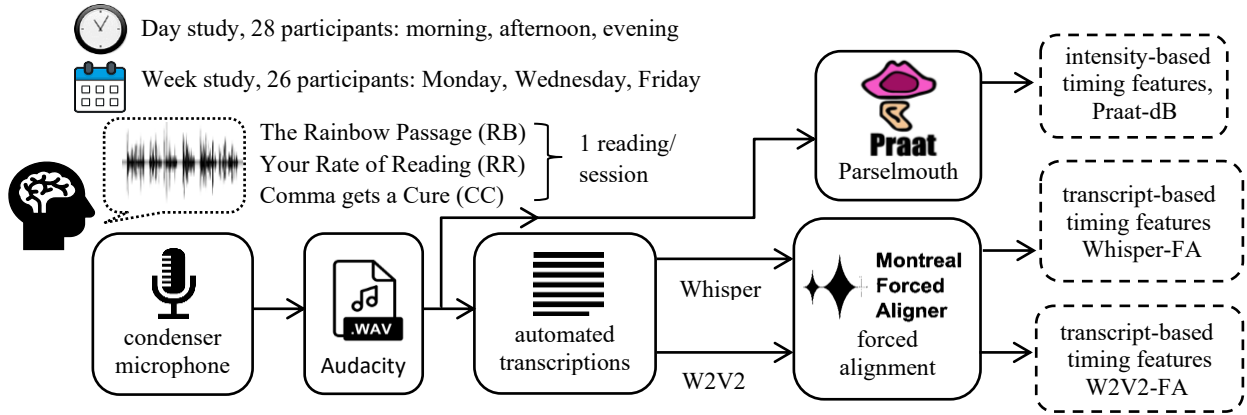 Day study, 28 participants: morning, afternoon, evening
Week study, 26 participants: Monday, Wednesday, Friday
The Rainbow Passage (RB)
Your Rate of Reading (RR)
Comma gets a Cure (CC)
1 reading/
session
condenser
microphone
.WAV
Audacity
automated
transcriptions
Whisper
W2V2
Praat
Parselmouth
Montreal
Forced
Aligner
forced
alignment
intensity-based
timing features,
Praat-dB
transcript-based
timing features
Whisper-FA
transcript-based
timing features
W2V2-FA